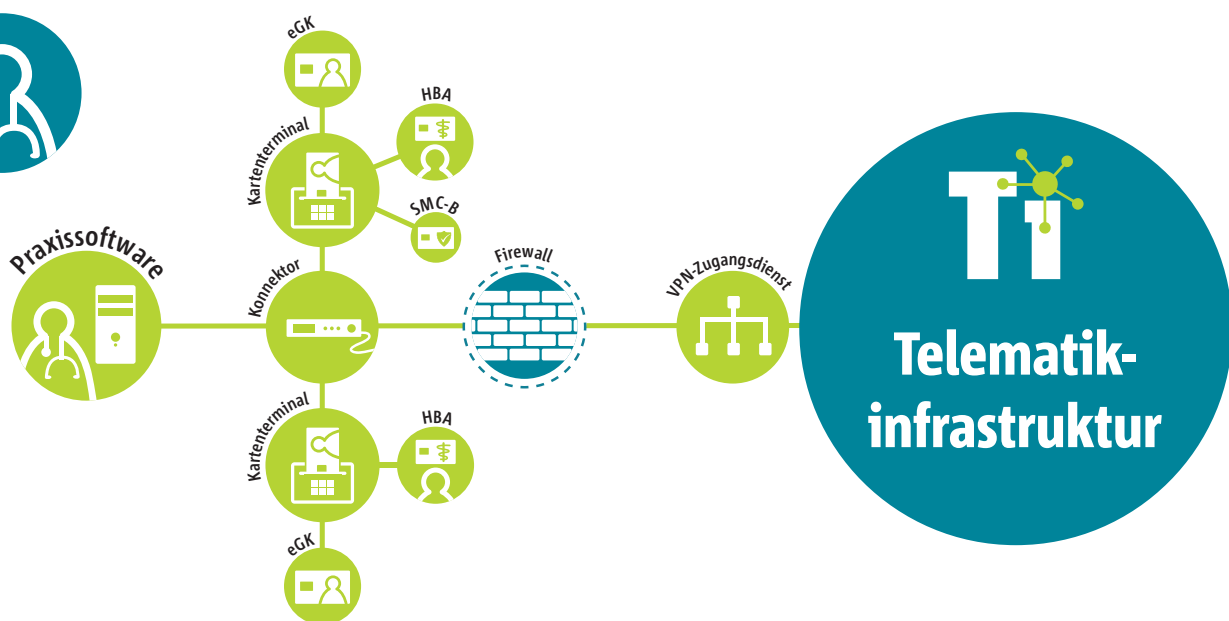 eGK
HBA
Kartenterminal
SMC-B
Praxissoftware
Konnektor
Firewall
VPN-Zugangsdienst
TI
Telematik-
infrastruktur
Kartenterminal
HBA
eGK